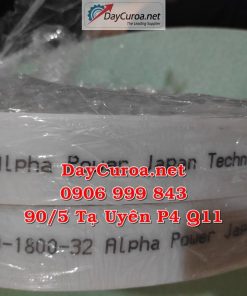 DayCuroa.net
The Leading Supplier
Alpha Power Japan Techn
DayCuroa.net
0906 999 843
90/5 Tạ Uyên P4 Q11
-1800-32 Alpha Power Jap